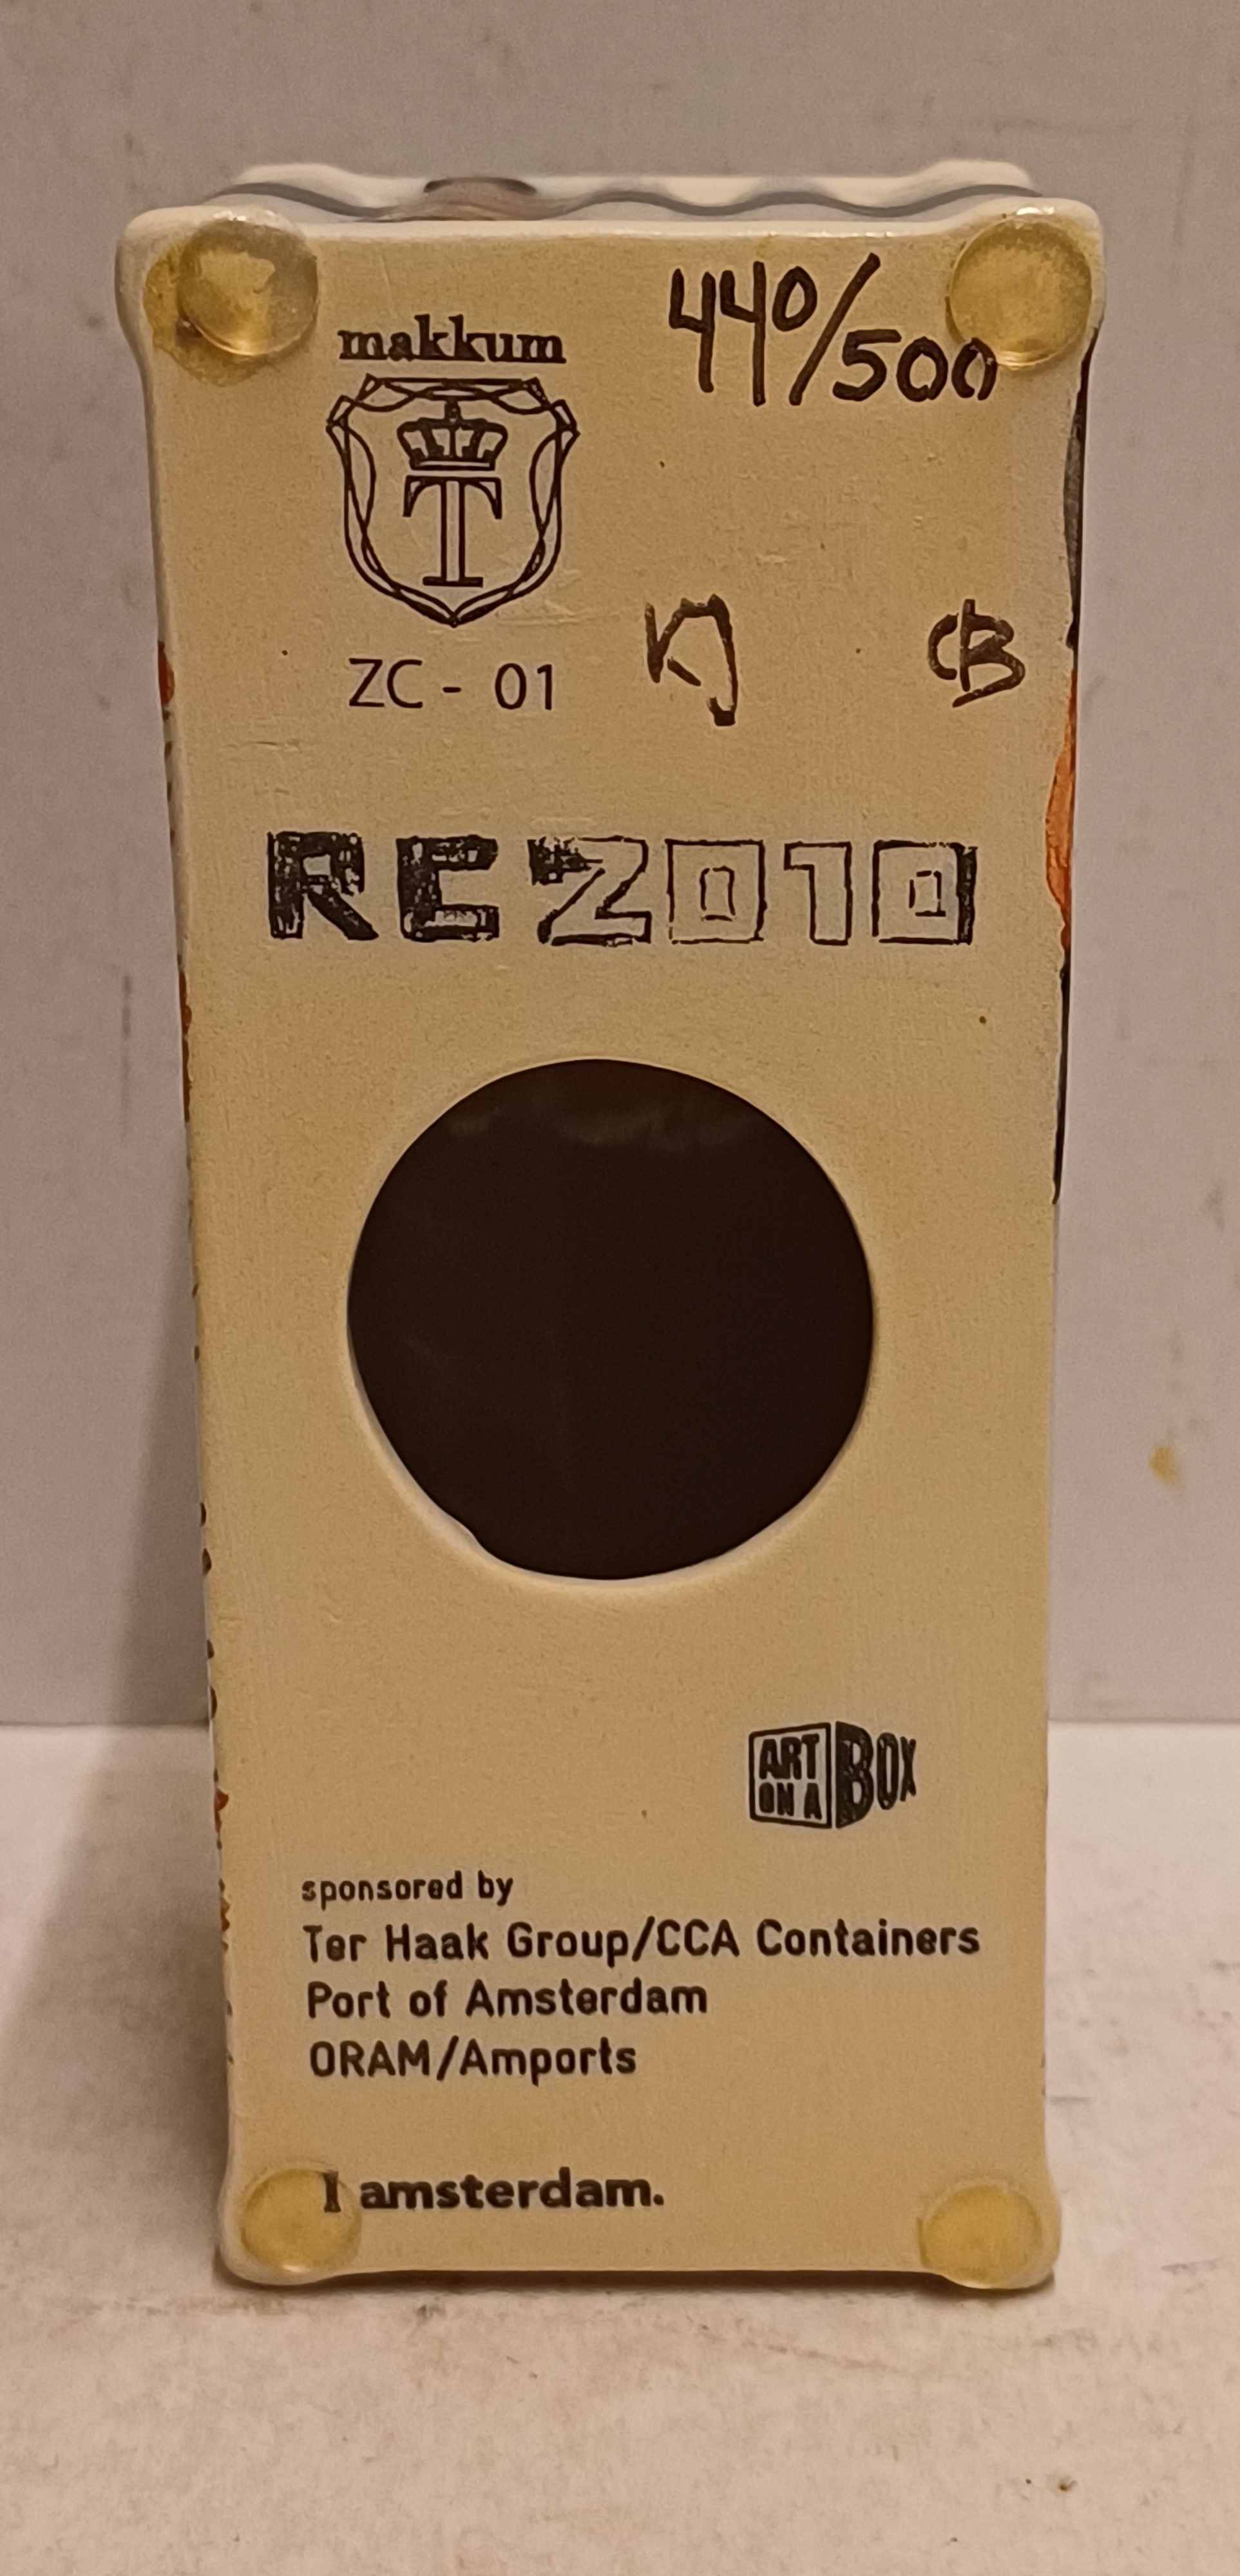 440/500
makkum
T
ZC - 01
CB
RC2010
ART
ON A
BOX
sponsored by
Ter Haak Group/CCA Containers
Port of Amsterdam
ORAM/Amports
I amsterdam.